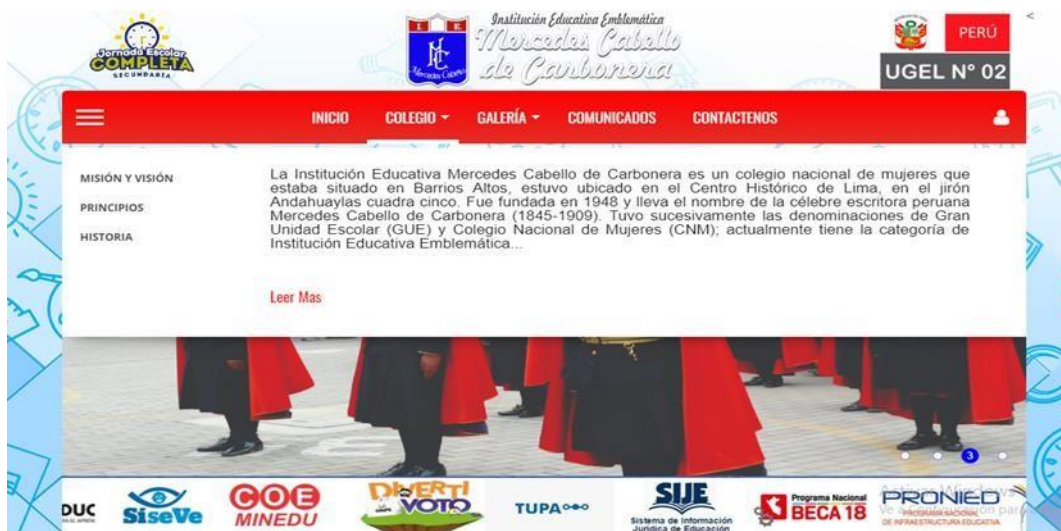 Jornada Escolar
COMPLETA
SECUNDARIA
I E
Mercedes Cabello
Institución Educativa Emblemática
Mercedes Cabello
de Carbonera
PERÚ
UGEL N° 02
<
INICIO
COLEGIO
GALERÍA
COMUNICADOS
CONTACTENOS
MISIÓN Y VISIÓN
PRINCIPIOS
HISTORIA
La Institución Educativa Mercedes Cabello de Carbonera es un colegio nacional de mujeres que
estaba situado en Barrios Altos, estuvo ubicado en el Centro Histórico de Lima, en el jirón
Andahuaylas cuadra cinco. Fue fundada en 1948 y lleva el nombre de la célebre escritora peruana
Mercedes Cabello de Carbonera (1845-1909). Tuvo sucesivamente las denominaciones de Gran
Unidad Escolar (GUE) y Colegio Nacional de Mujeres (CNM); actualmente tiene la categoría de
Institución Educativa Emblemática...
Leer Mas
3
DUC
SíseVe
COE
MINEDU
DIVERTI
VOTO
TUPA
SIJE
Sistema de Información
Jurídica de Educación
Programa Nacional
BECA 18
Activar Windows
PRONIED
PROGRAMA NACIONAL
DE INFRAESTRUCTURA EDUCATIVA